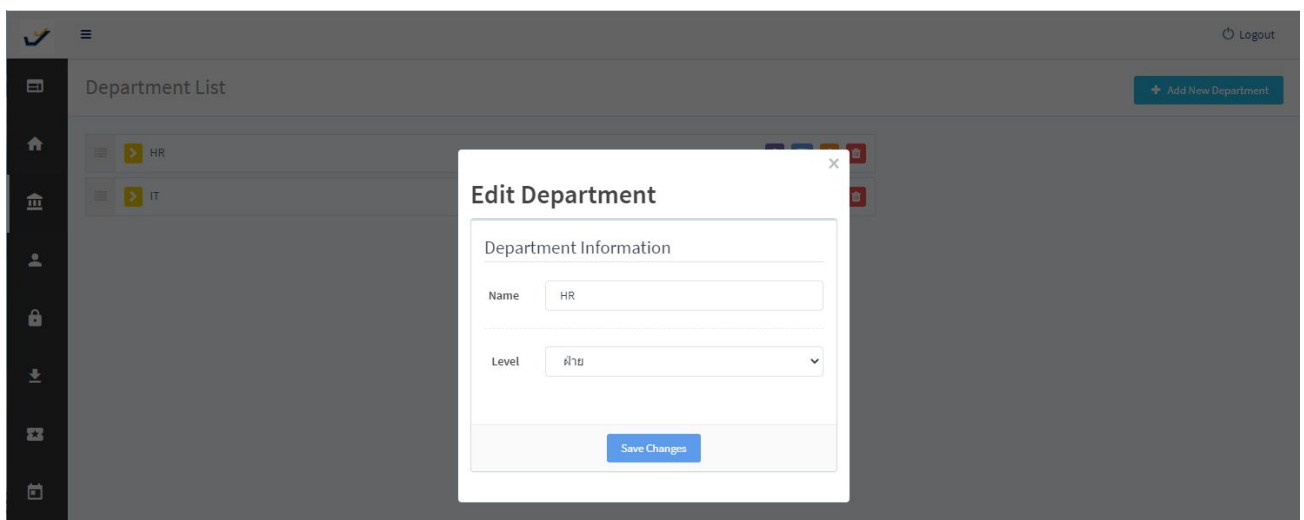 Logout
Department List
+ Add New Department
HR
IT
×
Edit Department
Department Information
Name HR
Level ฝ่าย
Save Changes